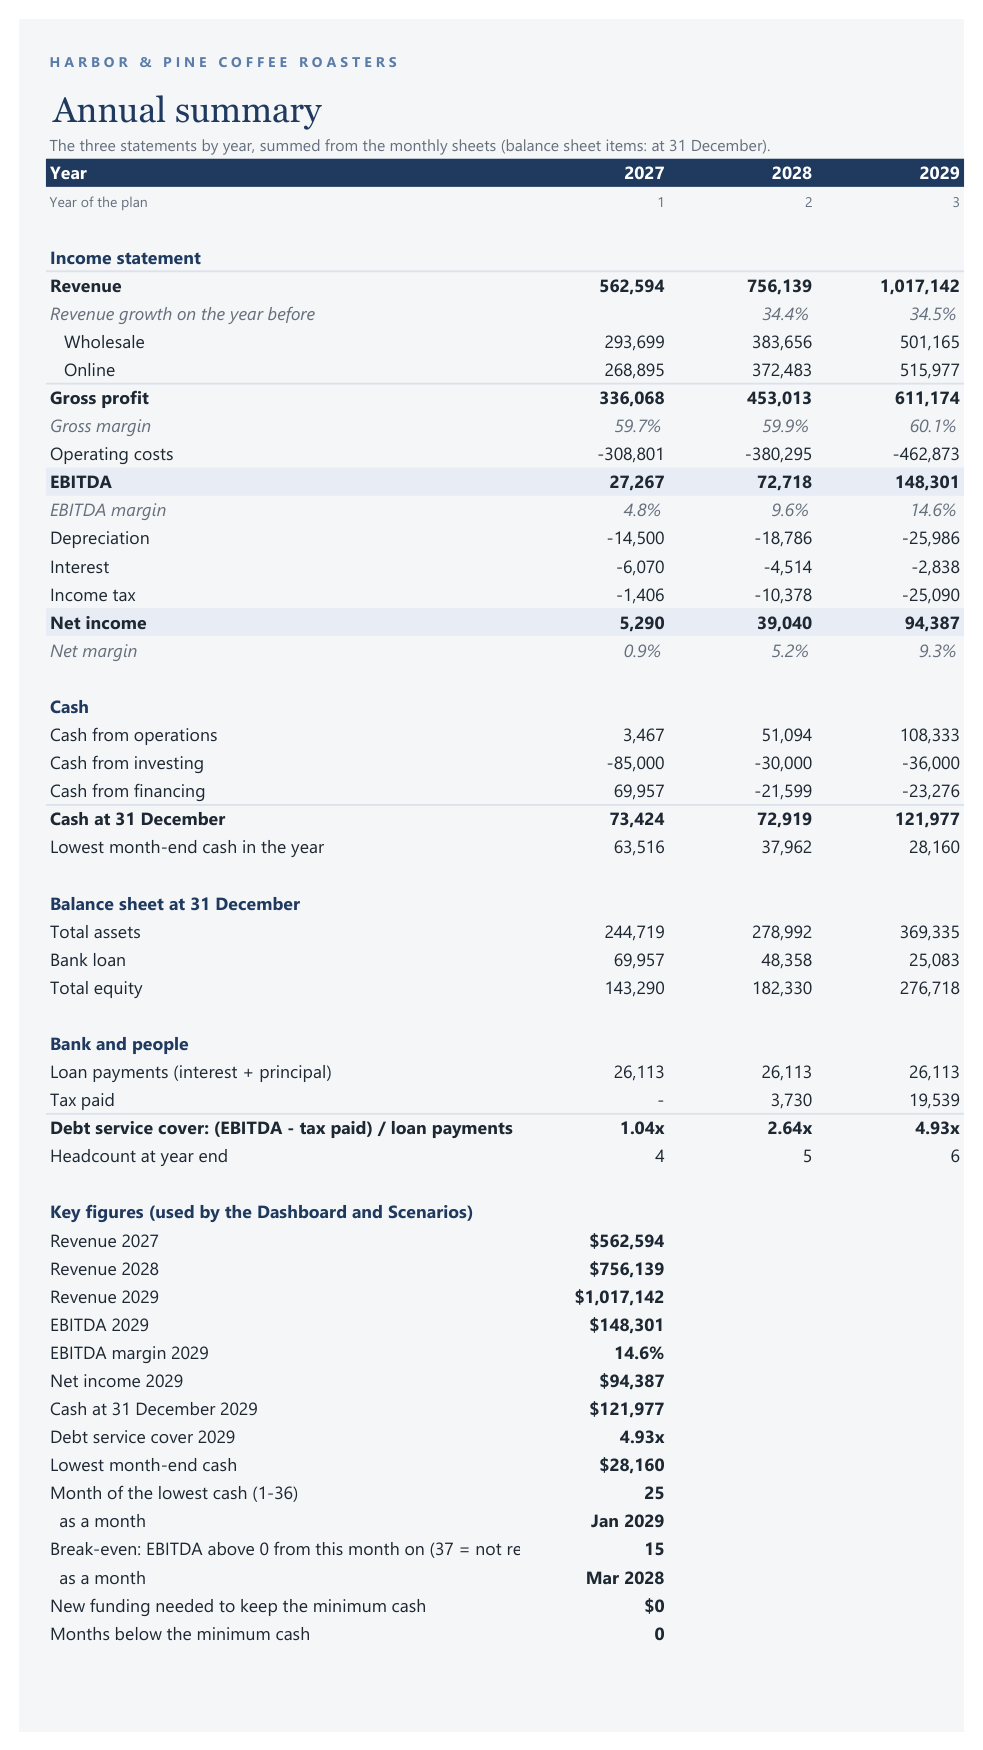 HARBOR & PINE COFFEE ROASTERS
Annual summary
The three statements by year, summed from the monthly sheets (balance sheet items: at 31 December).
Year 2027 2028 2029
Year of the plan 1 2 3
Income statement
Revenue 562,594 756,139 1,017,142
Revenue growth on the year before 34.4% 34.5%
Wholesale 293,699 383,656 501,165
Online 268,895 372,483 515,977
Gross profit 336,068 453,013 611,174
Gross margin 59.7% 59.9% 60.1%
Operating costs -308,801 -380,295 -462,873
EBITDA 27,267 72,718 148,301
EBITDA margin 4.8% 9.6% 14.6%
Depreciation -14,500 -18,786 -25,986
Interest -6,070 -4,514 -2,838
Income tax -1,406 -10,378 -25,090
Net income 5,290 39,040 94,387
Net margin 0.9% 5.2% 9.3%
Cash
Cash from operations 3,467 51,094 108,333
Cash from investing -85,000 -30,000 -36,000
Cash from financing 69,957 -21,599 -23,276
Cash at 31 December 73,424 72,919 121,977
Lowest month-end cash in the year 63,516 37,962 28,160
Balance sheet at 31 December
Total assets 244,719 278,992 369,335
Bank loan 69,957 48,358 25,083
Total equity 143,290 182,330 276,718
Bank and people
Loan payments (interest + principal) 26,113 26,113 26,113
Tax paid - 3,730 19,539
Debt service cover: (EBITDA - tax paid) / loan payments 1.04x 2.64x 4.93x
Headcount at year end 4 5 6
Key figures (used by the Dashboard and Scenarios)
Revenue 2027 $562,594
Revenue 2028 $756,139
Revenue 2029 $1,017,142
EBITDA 2029 $148,301
EBITDA margin 2029 14.6%
Net income 2029 $94,387
Cash at 31 December 2029 $121,977
Debt service cover 2029 4.93x
Lowest month-end cash $28,160
Month of the lowest cash (1-36) 25
as a month Jan 2029
Break-even: EBITDA above 0 from this month on (37 = not re 15
as a month Mar 2028
New funding needed to keep the minimum cash $0
Months below the minimum cash 0